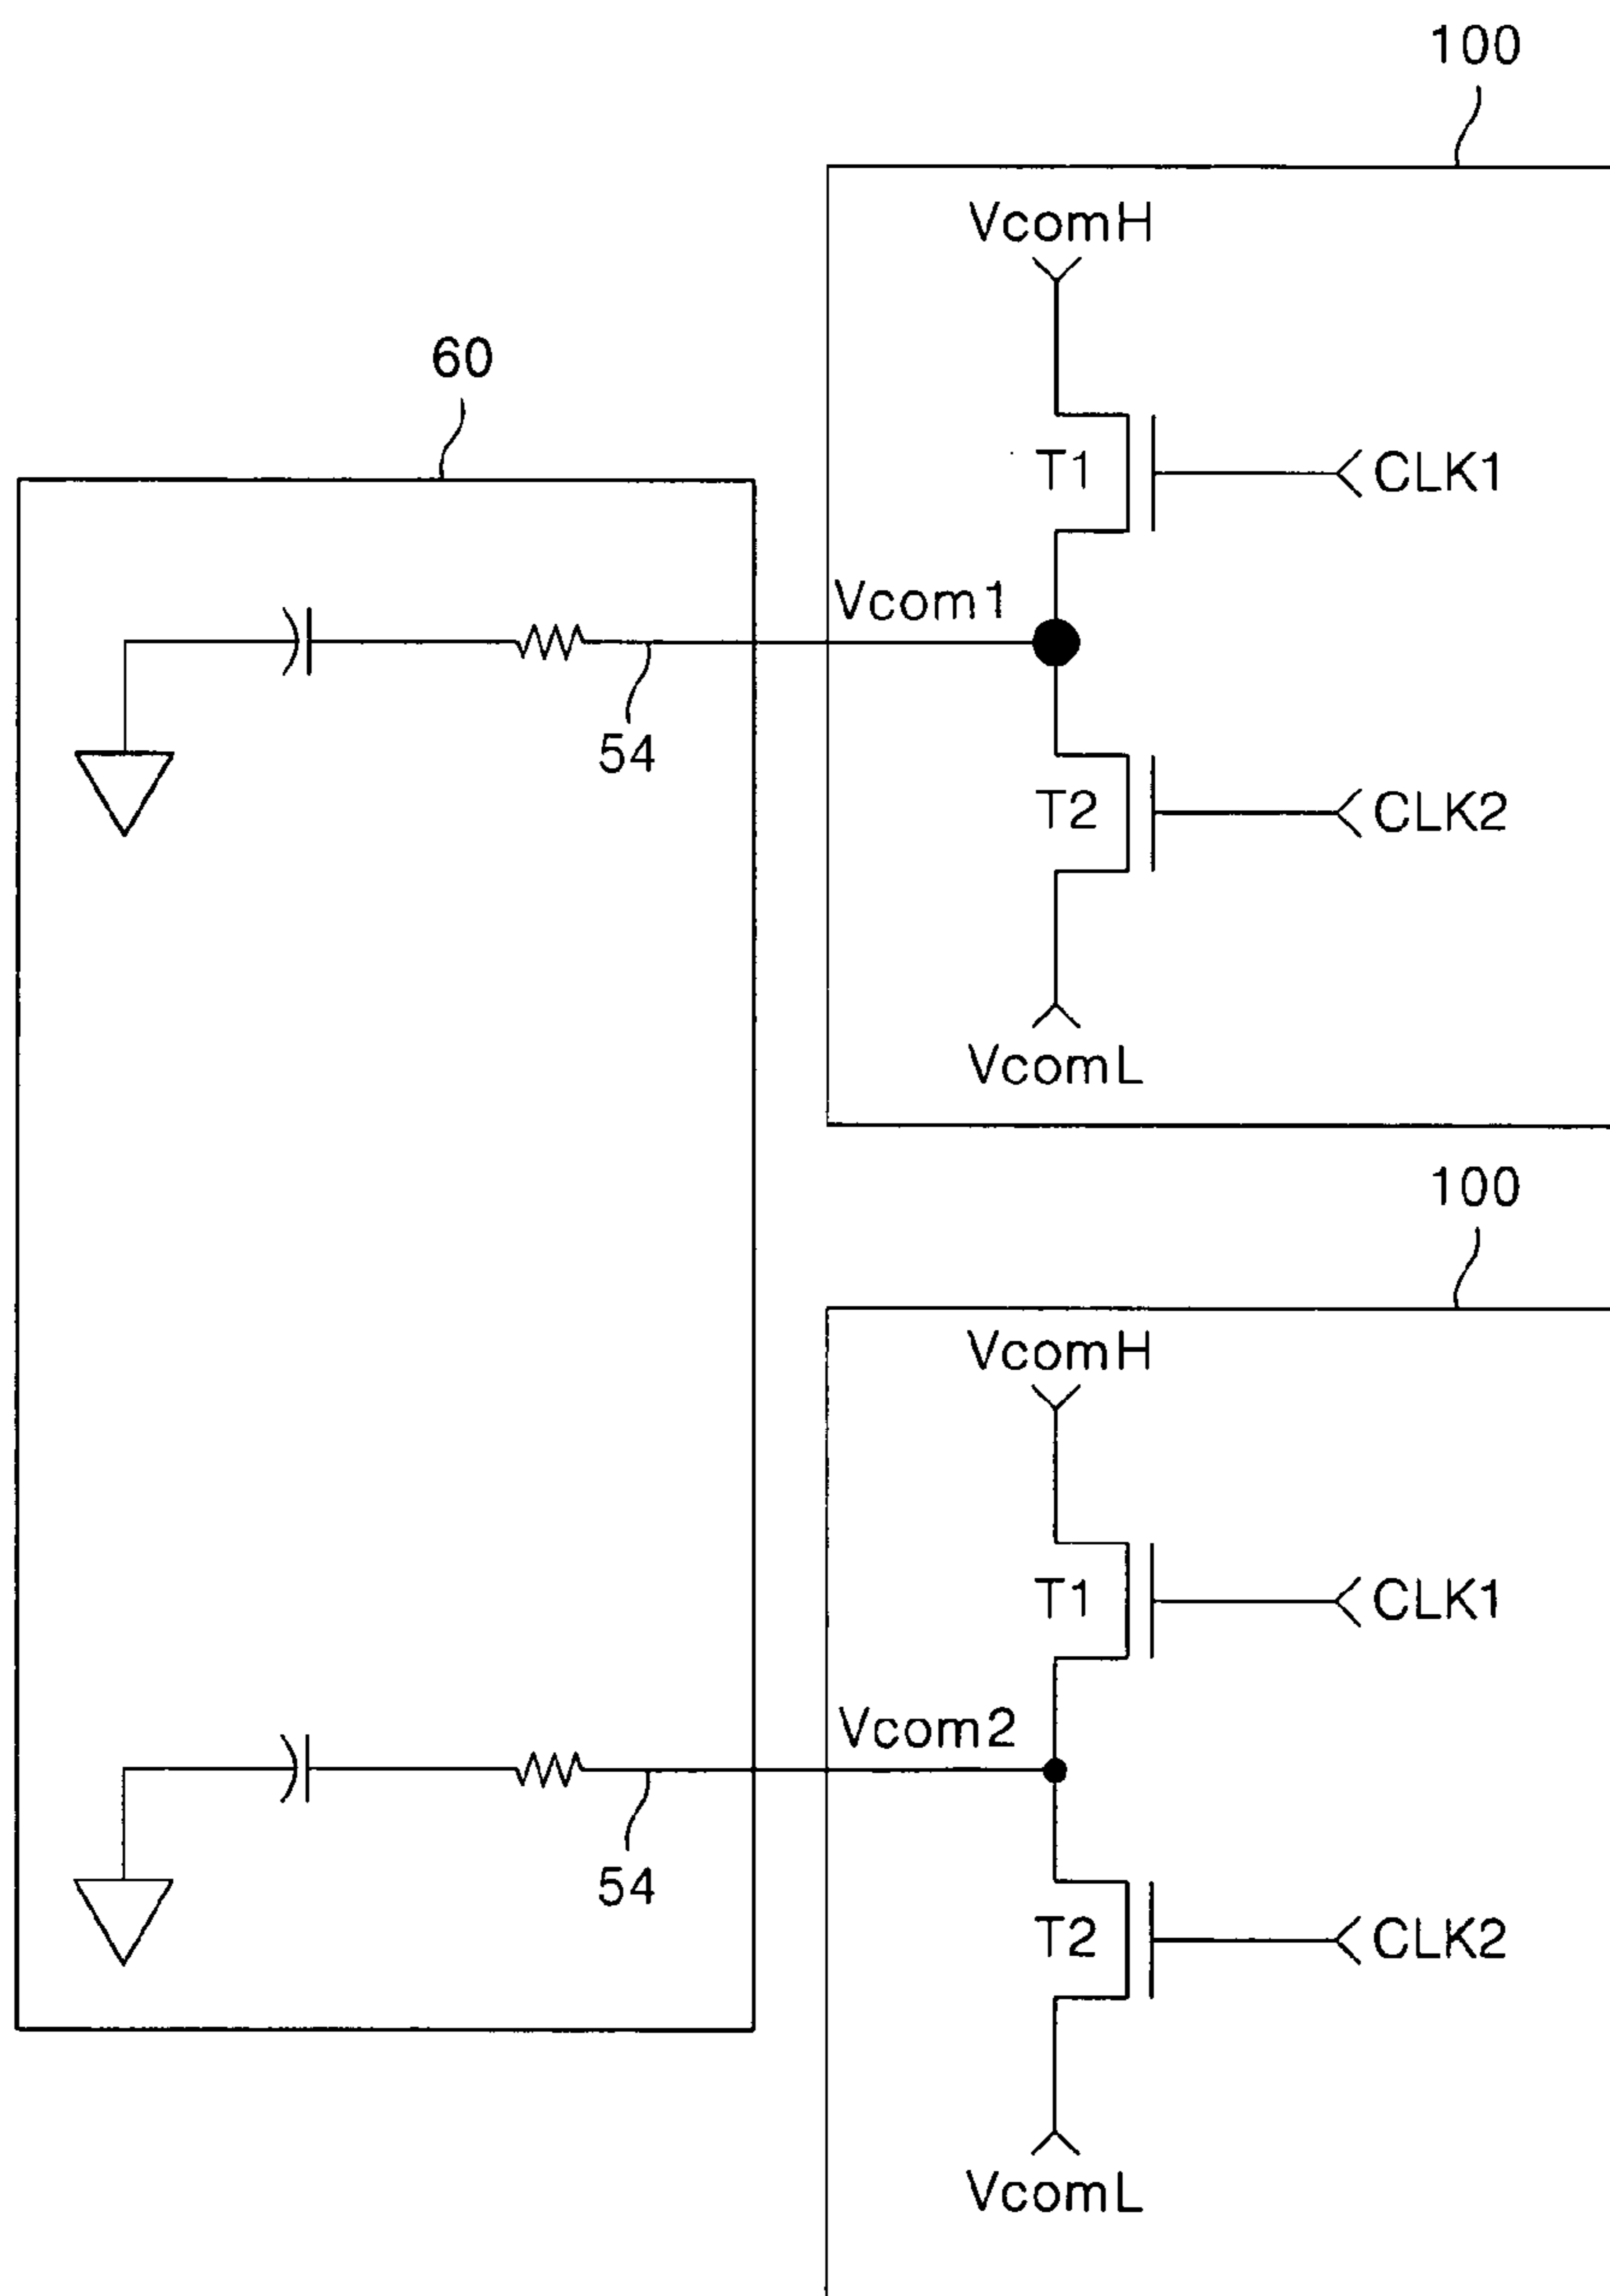 100
VcomH
60
T1
CLK1
Vcom1
54
T2
CLK2
VcomL
100
VcomH
T1
CLK1
Vcom2
54
T2
CLK2
VcomL